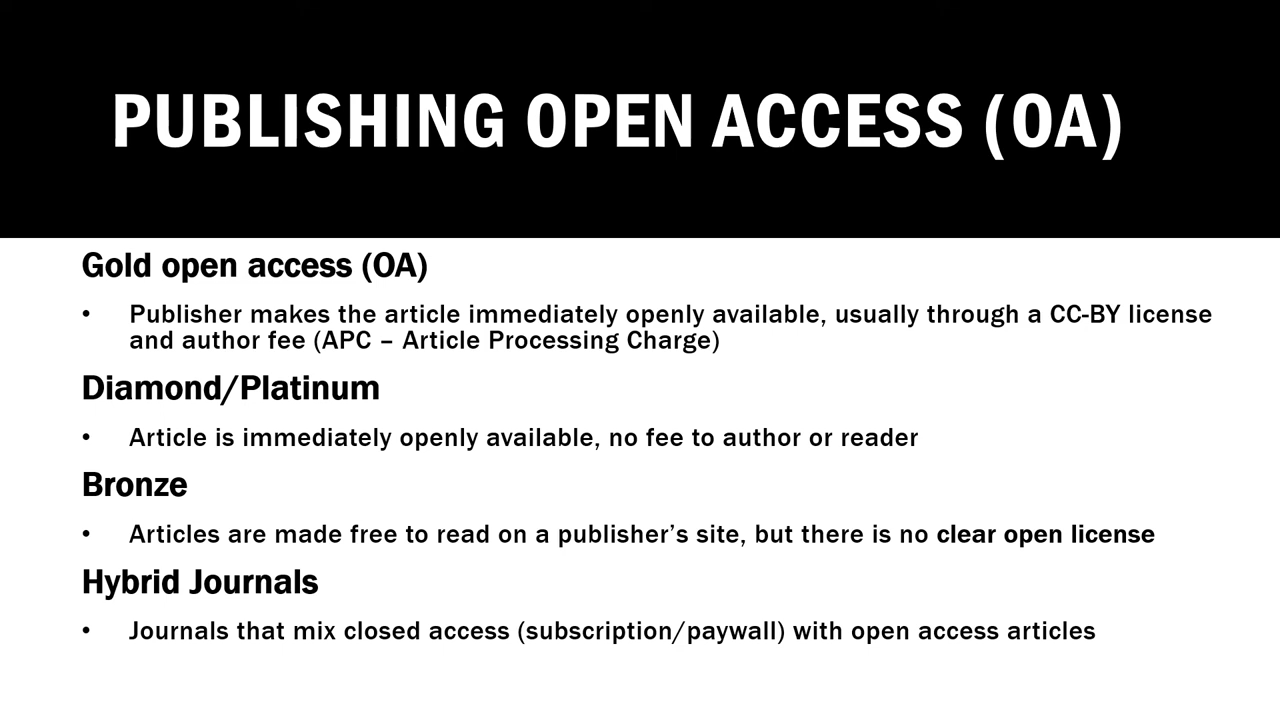 PUBLISHING OPEN ACCESS (OA)
Gold open access (OA)
• Publisher makes the article immediately openly available, usually through a CC-BY license
and author fee (APC – Article Processing Charge)
Diamond/Platinum
• Article is immediately openly available, no fee to author or reader
Bronze
• Articles are made free to read on a publisher’s site, but there is no clear open license
Hybrid Journals
• Journals that mix closed access (subscription/paywall) with open access articles